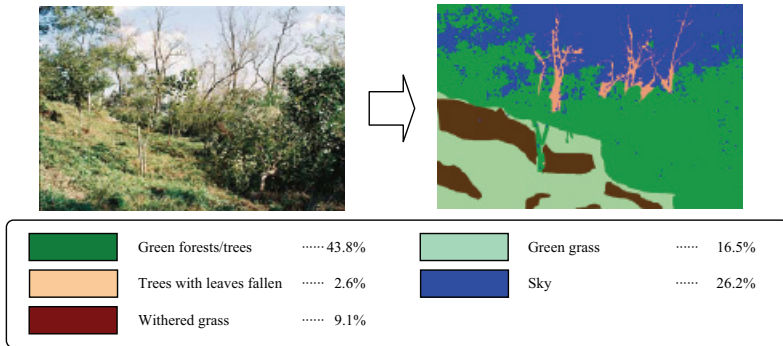 Green forests/trees ...... 43.8%
Trees with leaves fallen ...... 2.6%
Withered grass ...... 9.1%
Green grass ...... 16.5%
Sky ...... 26.2%